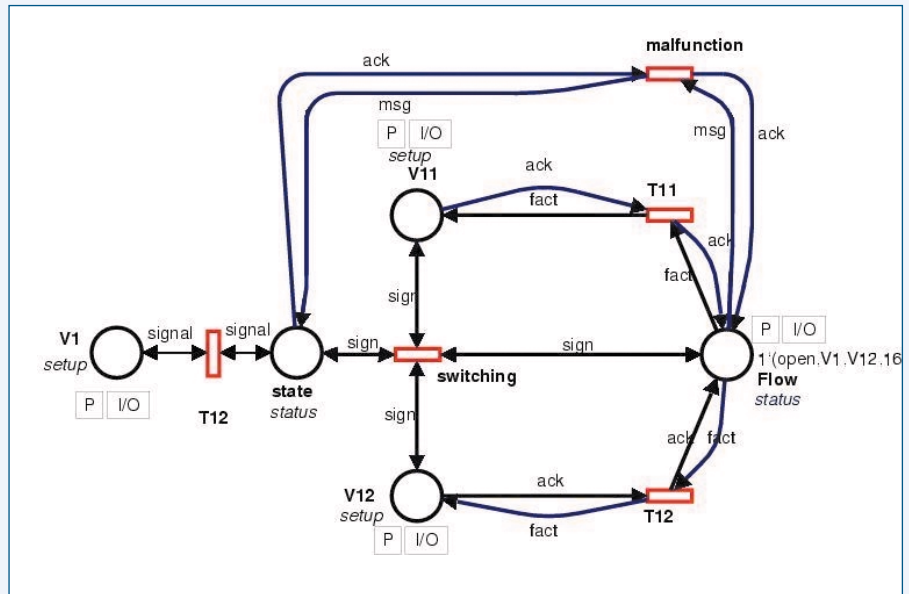 malfunction
ack
msg
msg
ack
P I/O
setup
V11
ack
T11
fact
ack
fact
sign
P I/O
V1
signal
signal
setup
sign
sign
1`(open,V1,V12,16
switching
Flow
state
status
status
P I/O
T12
sign
ack
fact
ack
V12
setup
T12
fact
P I/O